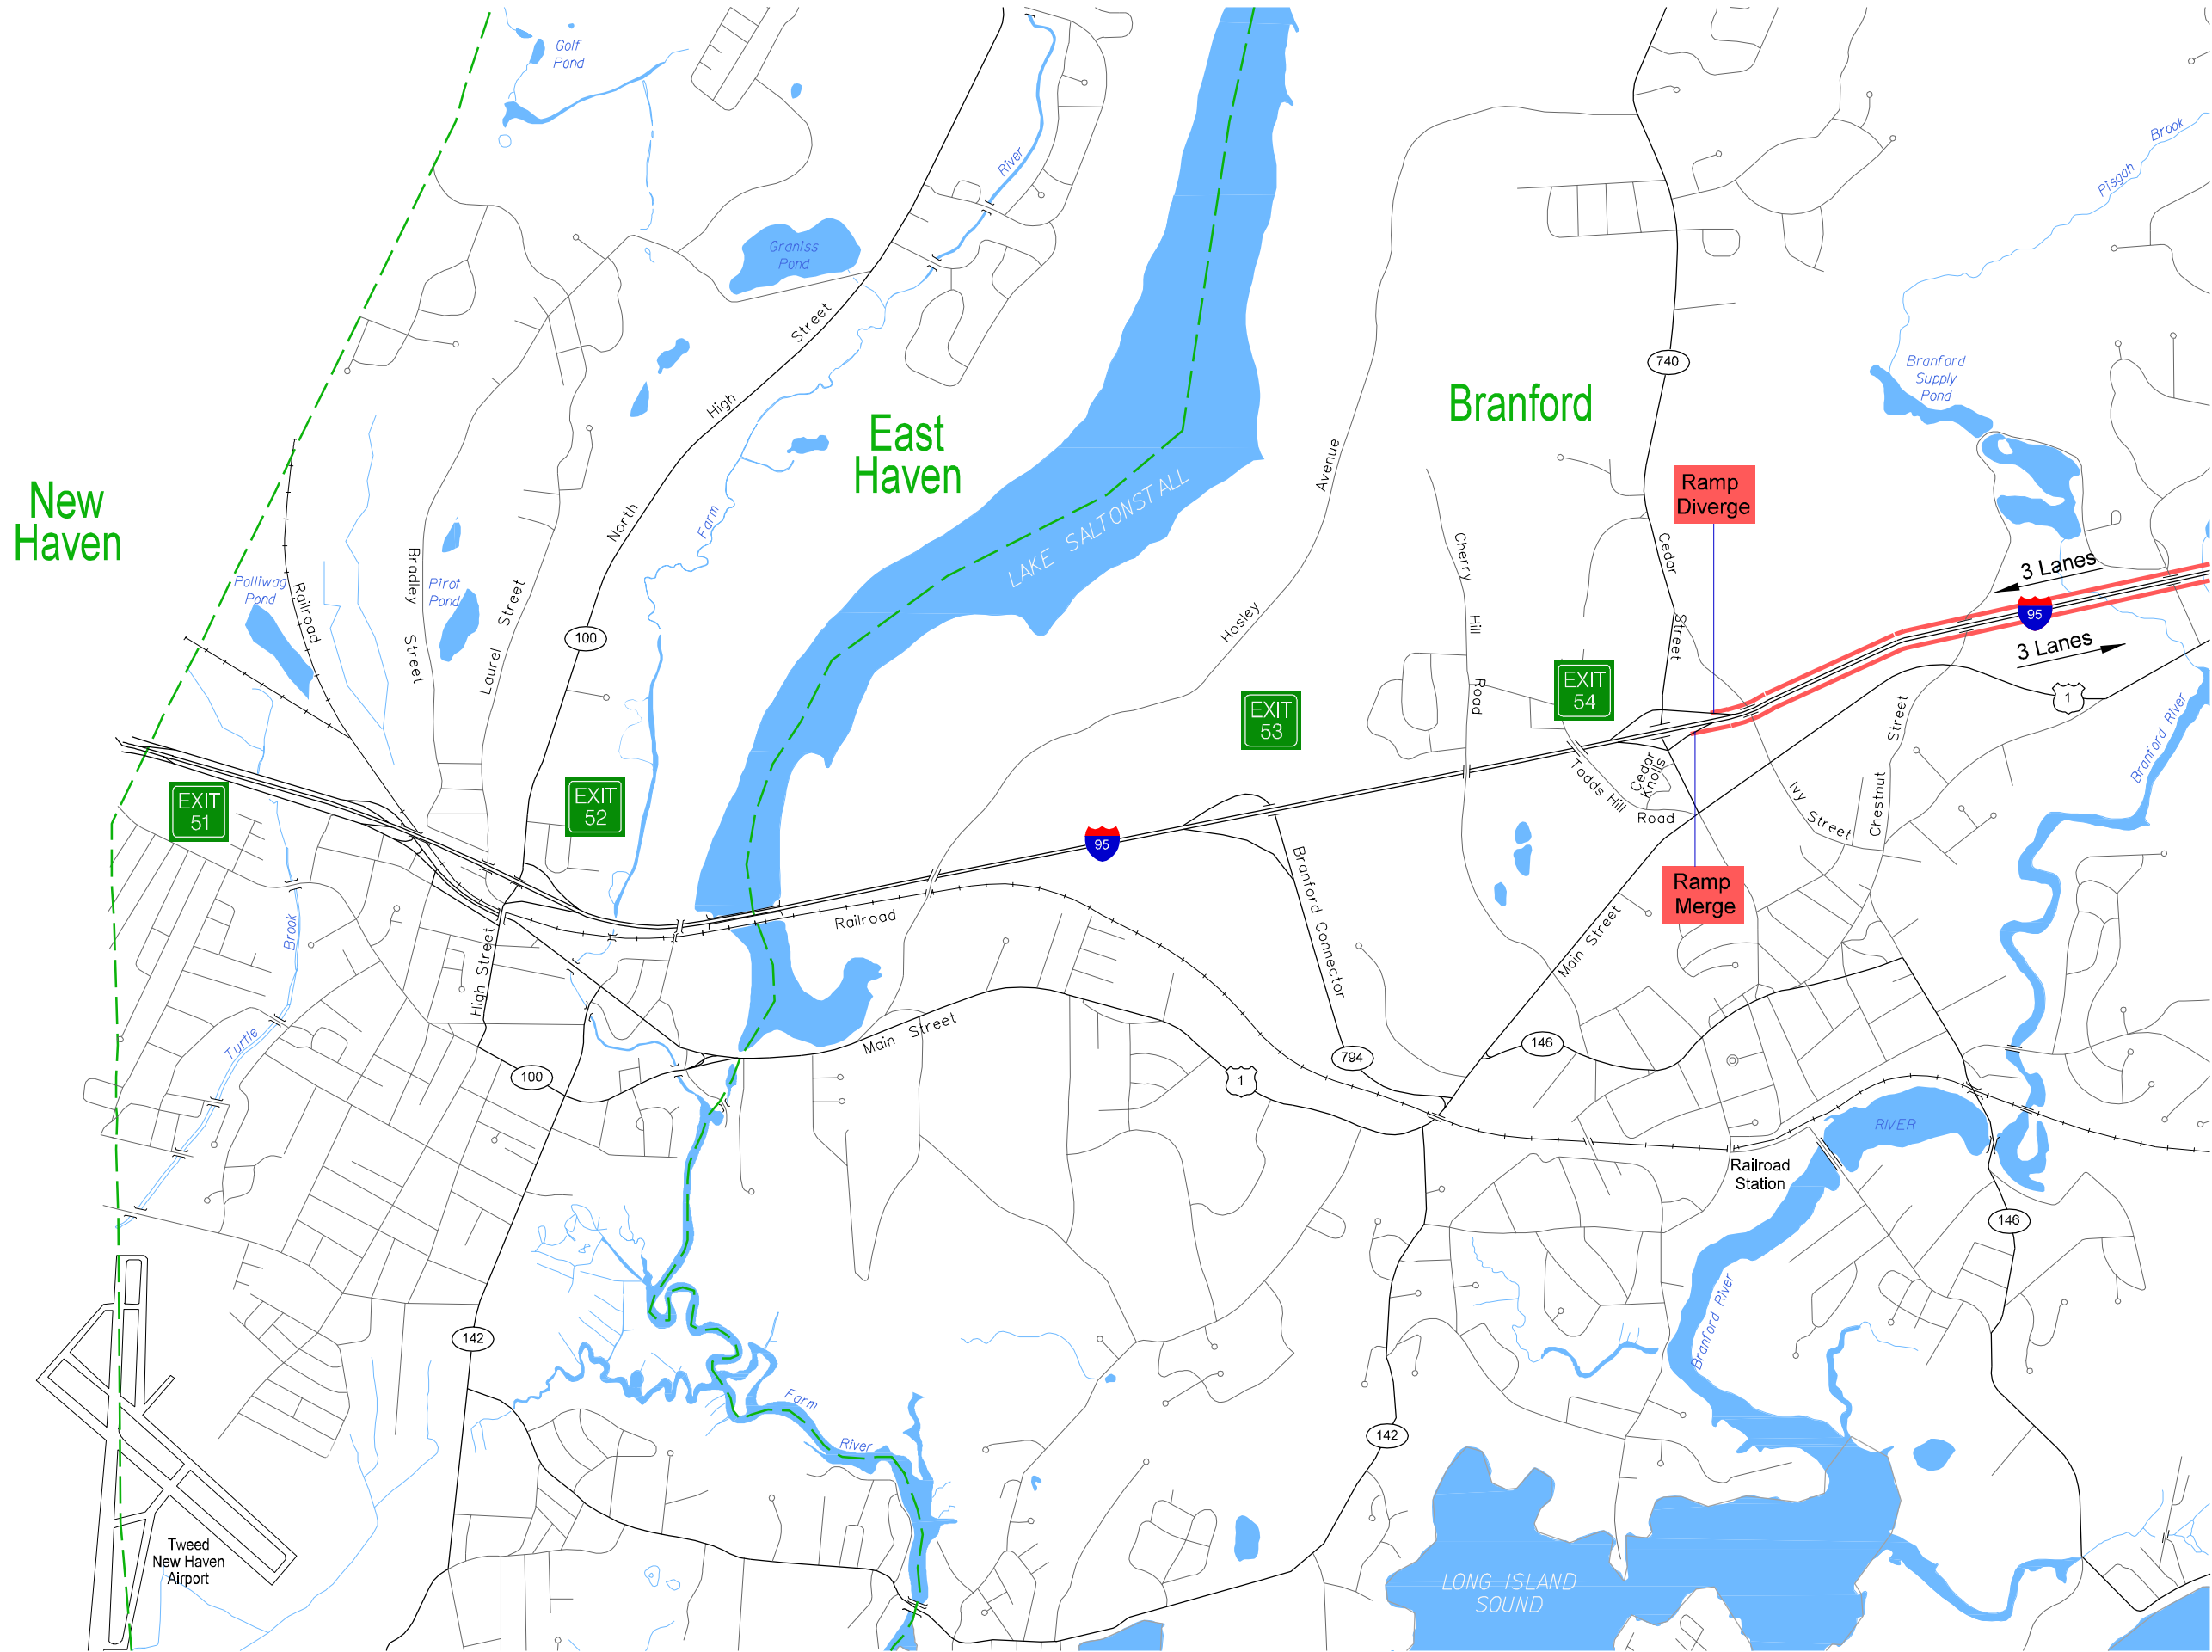 Golf
Pond
River
Brook
Pisgah
Graniss
Pond
Street
High
North
740
Branford
Supply
Pond
Branford
East
Haven
New
Haven
Avenue
Hosley
LAKE SALTONSTALL
Farm
Ramp
Diverge
Cherry
Hill
Road
Cedar
Street
3 Lanes
95
3 Lanes
1
Branford River
Polliwag
Pond
Railroad
Bradley
Street
Pirot
Pond
Laurel Street
100
EXIT
54
EXIT
53
EXIT
52
EXIT
51
95
Cedar
Knolls
Todds Hill
Road
Ivy
Street
Chestnut
Street
Ramp
Merge
Railroad
Branford Connector
Main Street
High Street
Brook
Turtle
Main Street
100
794
146
1
RIVER
Railroad
Station
146
Branford River
142
Farm
River
142
Tweed
New Haven
Airport
LONG ISLAND
SOUND